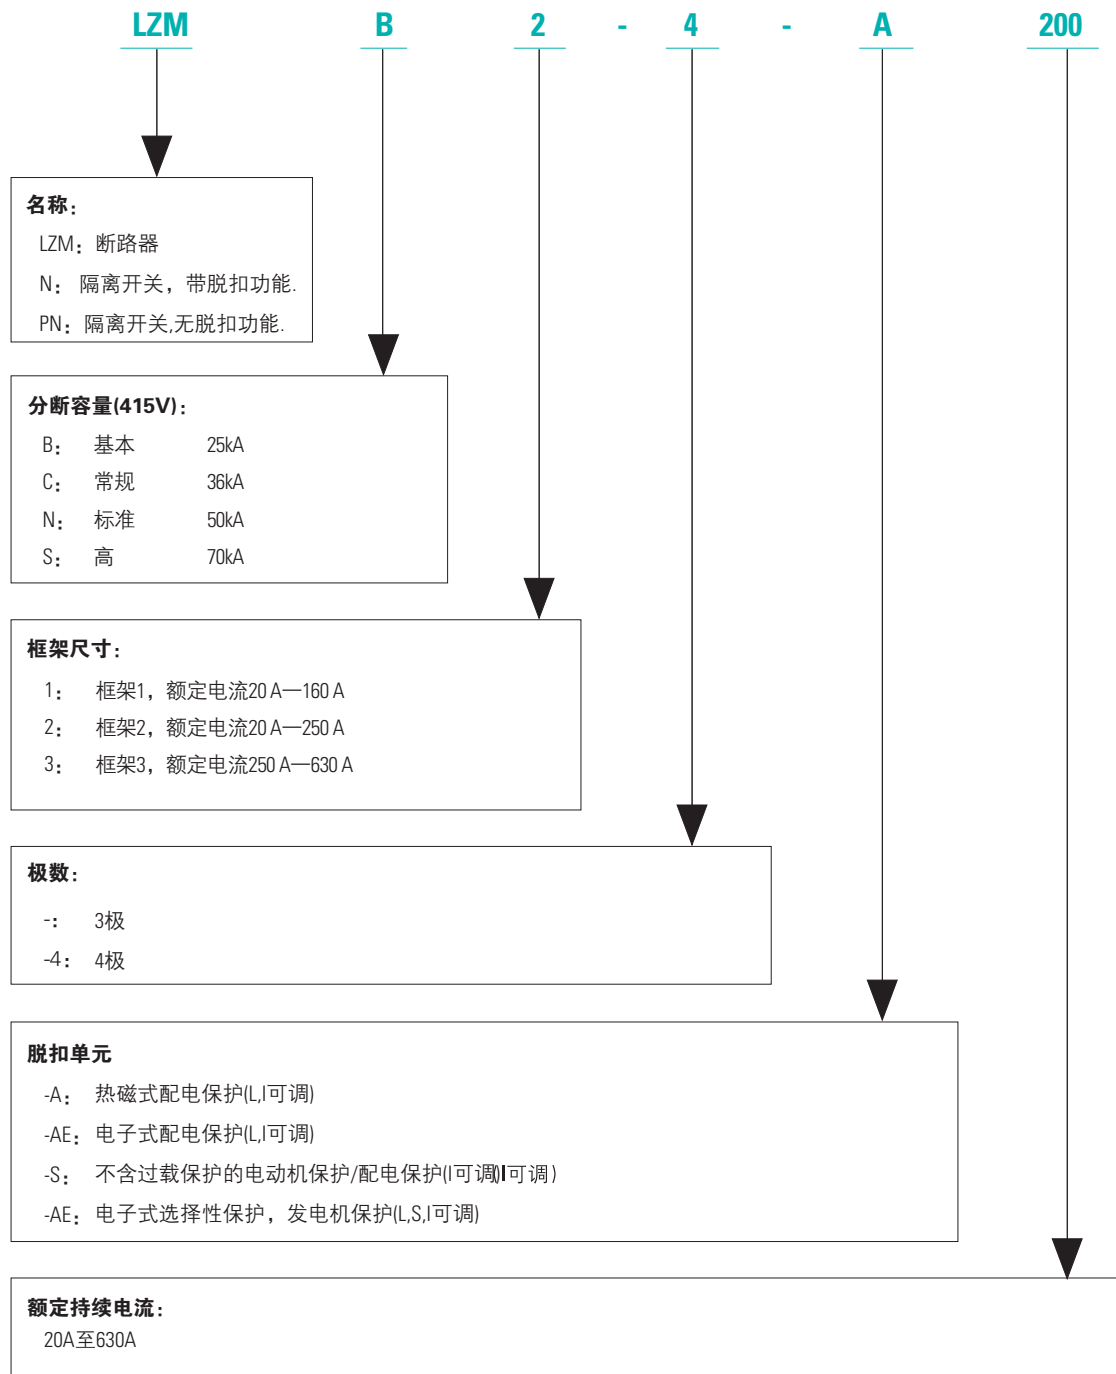 LZM B 2 - 4 - A 200
名称：
LZM：断路器
N：隔离开关，带脱扣功能.
PN：隔离开关,无脱扣功能.
分断容量(415V)：
B： 基本 25kA
C： 常规 36kA
N： 标准 50kA
S： 高 70kA
框架尺寸：
1： 框架1，额定电流20 A—160 A
2： 框架2，额定电流20 A—250 A
3： 框架3，额定电流250 A—630 A
极数：
-： 3极
-4： 4极
脱扣单元
-A： 热磁式配电保护(L,I可调)
-AE：电子式配电保护(L,I可调)
-S： 不含过载保护的电动机保护/配电保护(I可调)
-AE：电子式选择性保护，发电机保护(L,S,I可调)
额定持续电流：
20A至630A